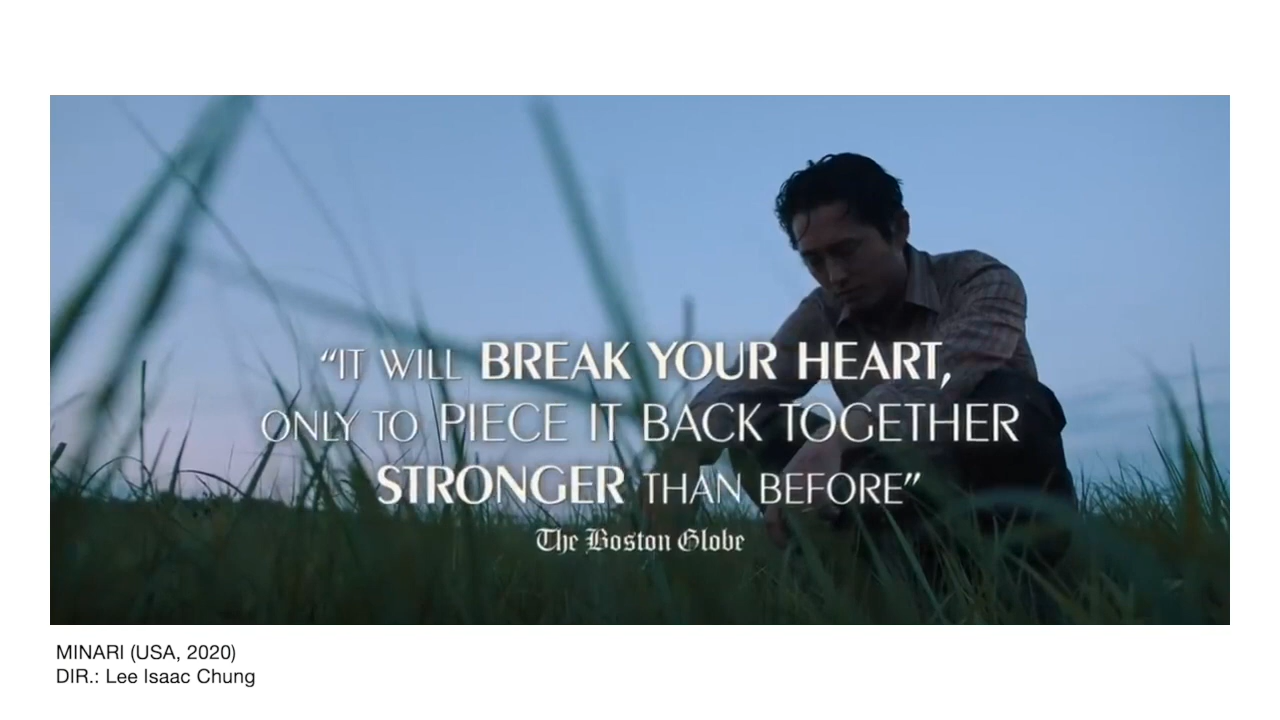 “IT WILL BREAK YOUR HEART,
ONLY TO PIECE IT BACK TOGETHER
STRONGER THAN BEFORE”
The Boston Globe
MINARI (USA, 2020)
DIR.: Lee Isaac Chung